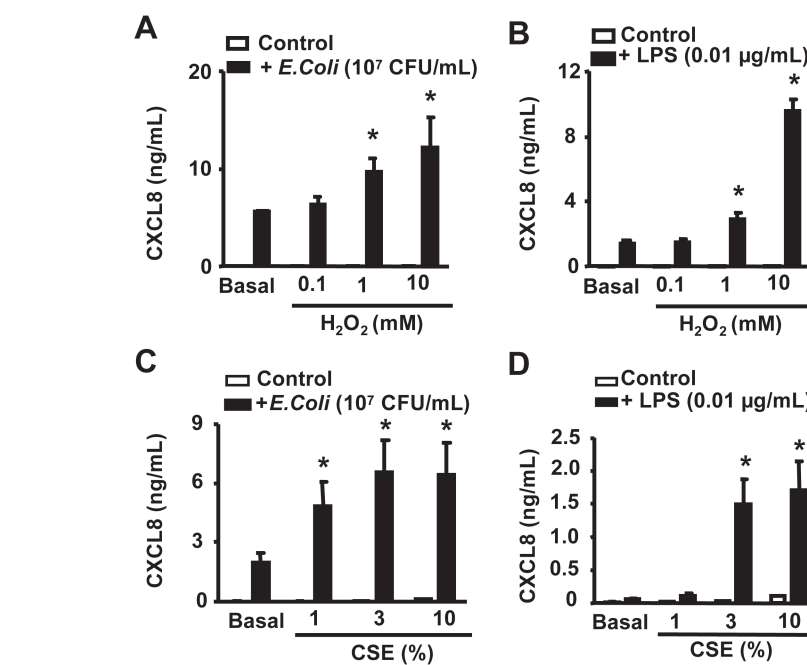 A
Control
+ E.Coli (10⁷ CFU/mL)
CXCL8 (ng/mL)
20
10
0
*
*
Basal 0.1 1 10
H₂O₂ (mM)
B
Control
+ LPS (0.01 µg/mL)
CXCL8 (ng/mL)
12
8
4
0
*
*
Basal 0.1 1 10
H₂O₂ (mM)
C
Control
+E.Coli (10⁷ CFU/mL)
CXCL8 (ng/mL)
9
6
3
0
*
*
*
Basal 1 3 10
CSE (%)
D
Control
+ LPS (0.01 µg/mL)
CXCL8 (ng/mL)
2.5
2.0
1.5
1.0
0.5
0
*
*
Basal 1 3 10
CSE (%)